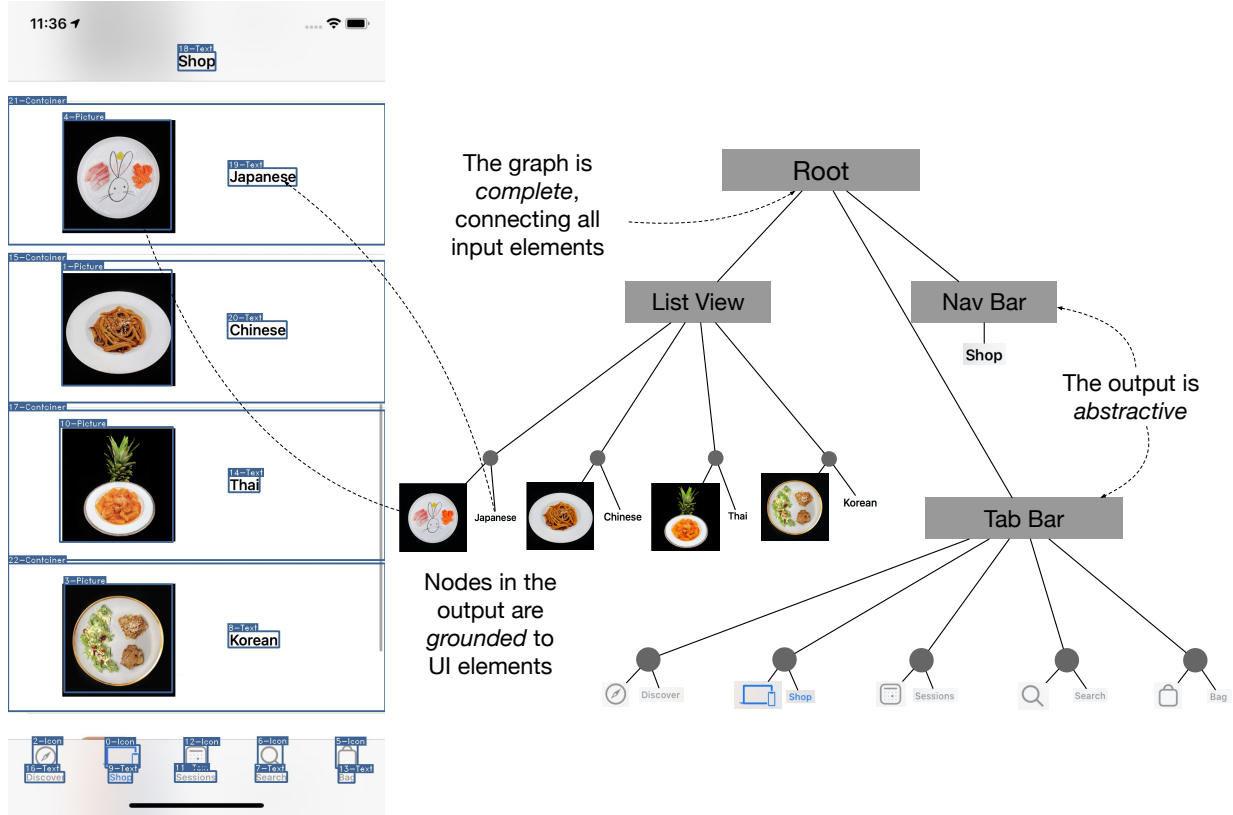 11:36
18-Text
Shop
21-Container
4-Picture
19-Text
Japanese
15-Container
1-Picture
20-Text
Chinese
17-Container
10-Picture
14-Text
Thai
22-Container
3-Picture
8-Text
Korean
2-Icon
0-Icon
12-Icon
6-Icon
5-Icon
16-Text
9-Text
11-Text
7-Text
13-Text
Discover
Shop
Sessions
Search
Bag
The graph is
complete,
connecting all
input elements
Root
List View
Nav Bar
Shop
The output is
abstractive
Japanese
Chinese
Thai
Korean
Tab Bar
Nodes in the
output are
grounded to
UI elements
Discover
Shop
Sessions
Search
Bag